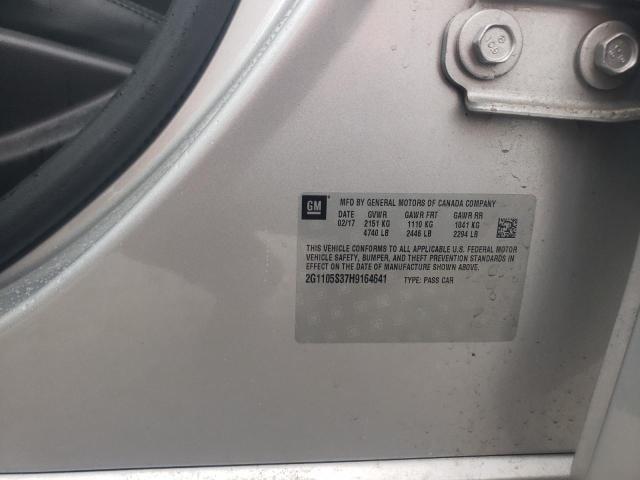 GM
MFD BY GENERAL MOTORS OF CANADA COMPANY
DATE GVWR GAWR FRT GAWR RR
02/17 2151 KG 1110 KG 1041 KG
4740 LB 2446 LB 2294 LB
THIS VEHICLE CONFORMS TO ALL APPLICABLE U.S. FEDERAL MOTOR
VEHICLE SAFETY, BUMPER, AND THEFT PREVENTION STANDARDS
IN EFFECT ON THE DATE OF MANUFACTURE SHOWN ABOVE.
2G1105S37H9164641 TYPE: PASS CAR